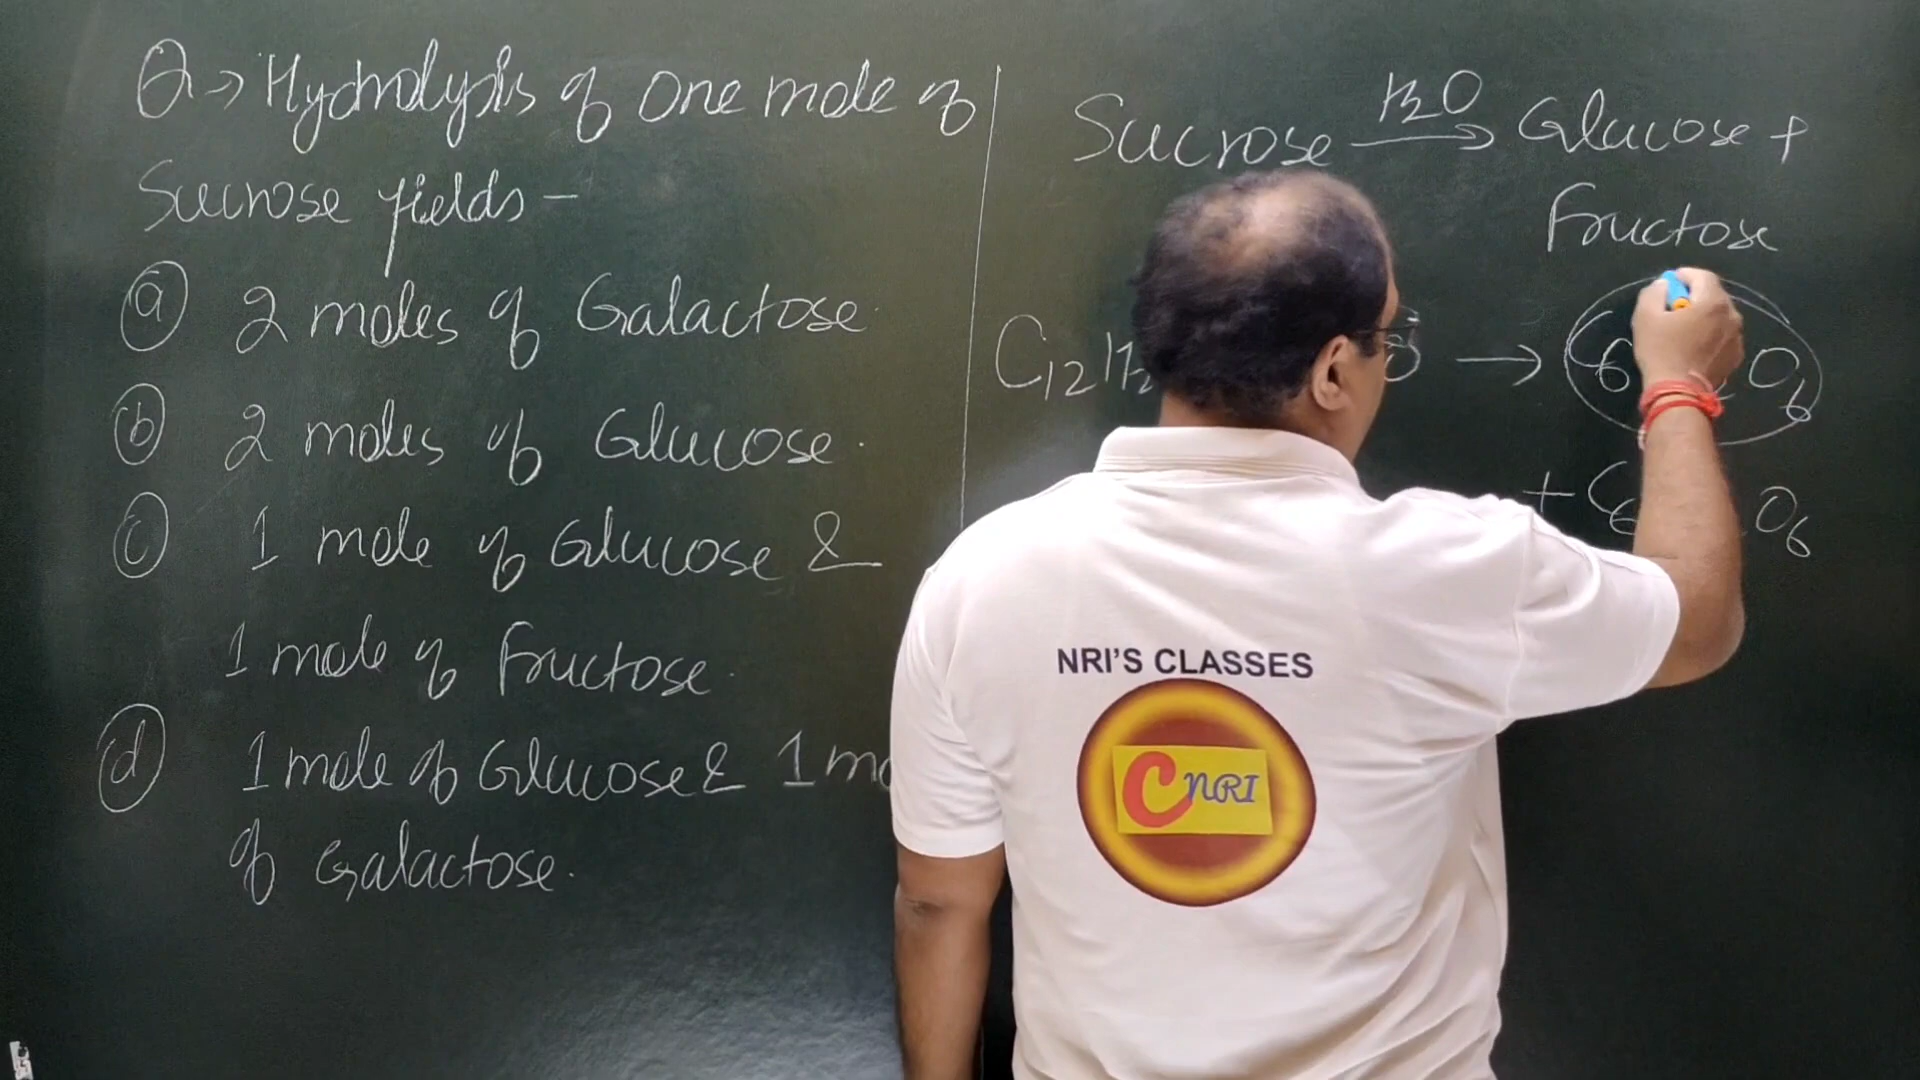 Q → Hydrolysis of One mole of
Sucrose yields -
(a) 2 moles of Galactose.
(b) 2 moles of Glucose.
(c) 1 mole of Glucose &
1 mole of Fructose.
(d) 1 mole of Glucose & 1
of Galactose.
Sucrose H2O → Glucose +
Fructose
C12H2 O → C6 O6
+ C6 O6
NRI'S CLASSES
CNRI